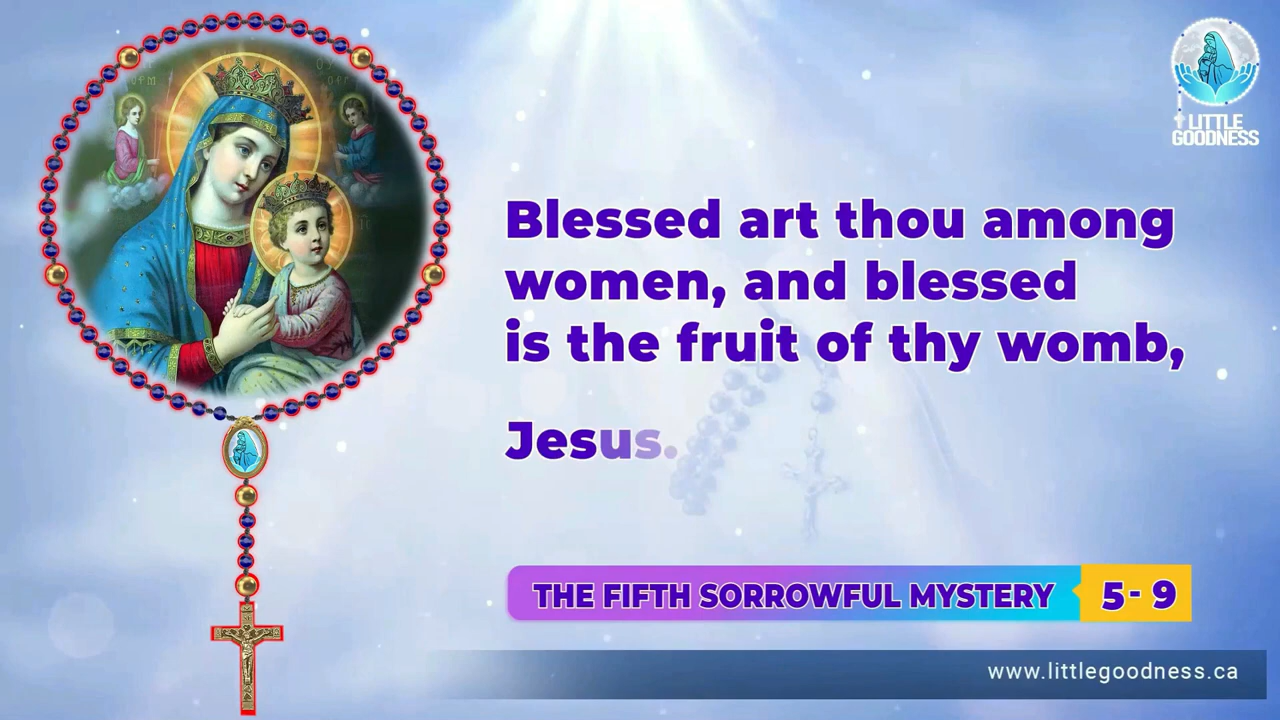 LITTLE
GOODNESS
Blessed art thou among
women, and blessed
is the fruit of thy womb,
Jesus.
THE FIFTH SORROWFUL MYSTERY 5 - 9
www.littlegoodness.ca